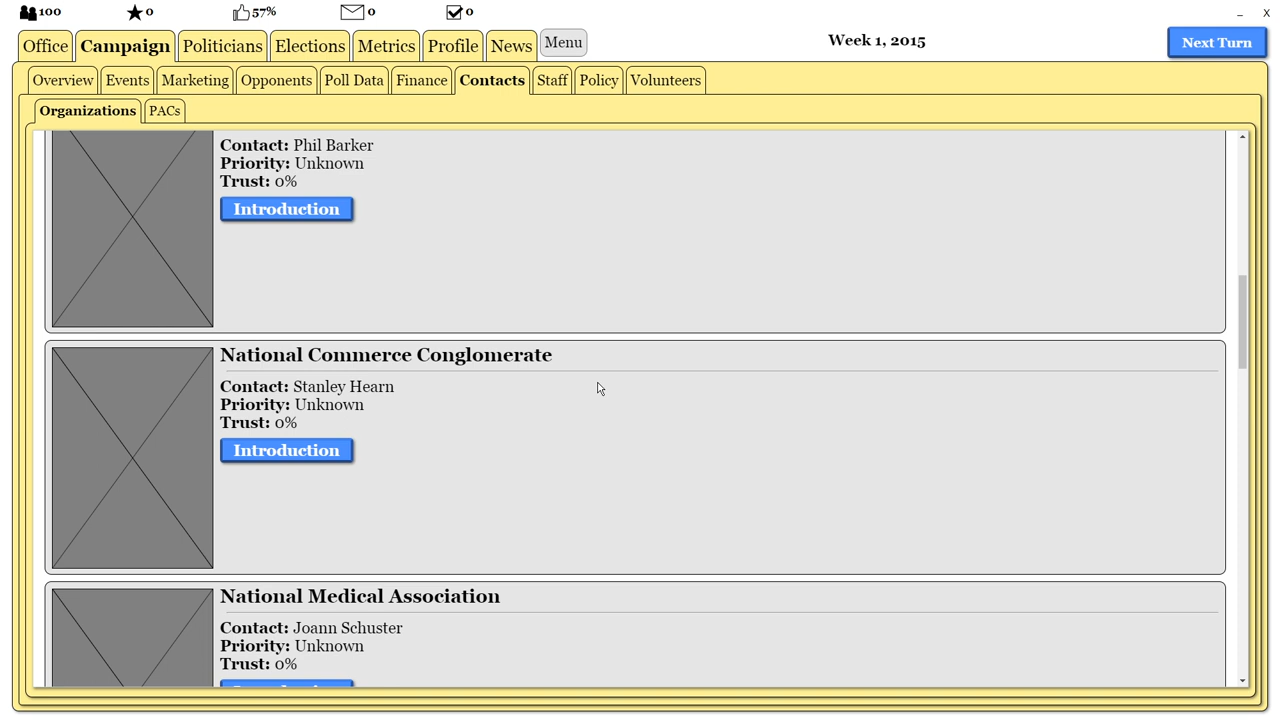 100 0 57% 0 0 _ X
Office Campaign Politicians Elections Metrics Profile News Menu Week 1, 2015 Next Turn
Overview Events Marketing Opponents Poll Data Finance Contacts Staff Policy Volunteers
Organizations PACs
Contact: Phil Barker
Priority: Unknown
Trust: 0%
Introduction
National Commerce Conglomerate
Contact: Stanley Hearn
Priority: Unknown
Trust: 0%
Introduction
National Medical Association
Contact: Joann Schuster
Priority: Unknown
Trust: 0%